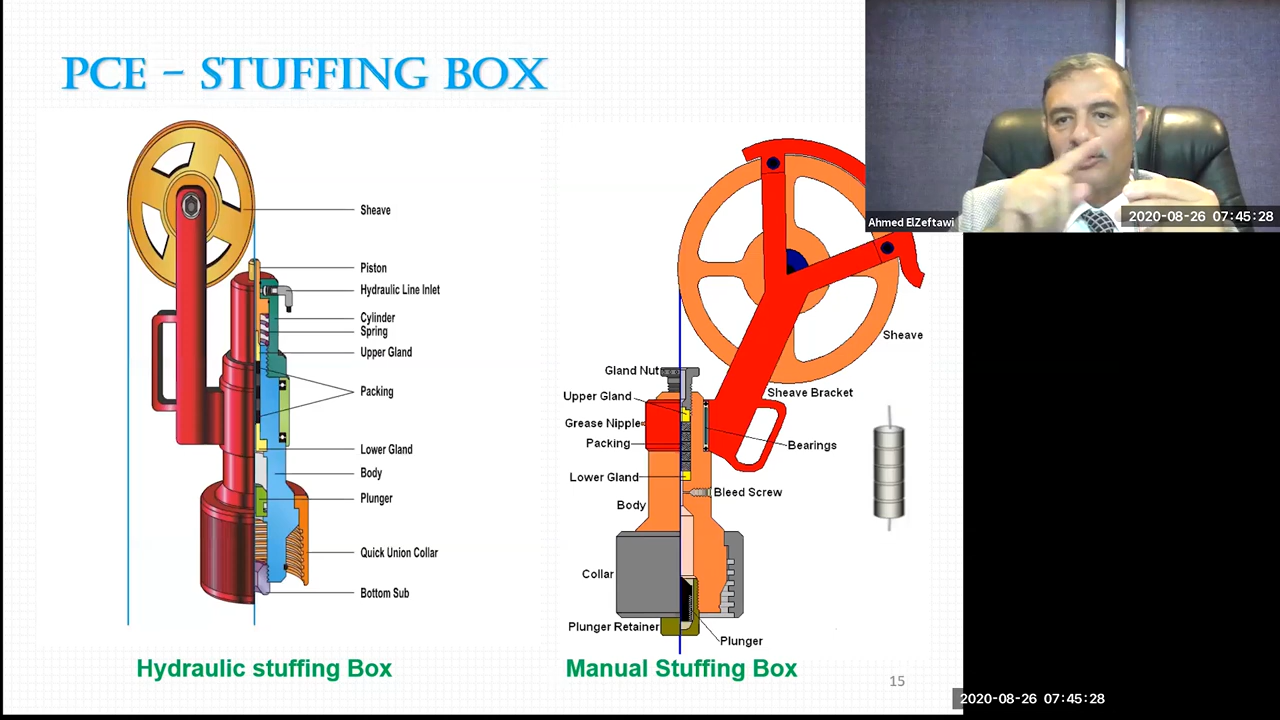 PCE – STUFFING BOX
Sheave
Piston
Hydraulic Line Inlet
Cylinder
Spring
Upper Gland
Packing
Lower Gland
Body
Plunger
Quick Union Collar
Bottom Sub
Hydraulic stuffing Box
Sheave
Gland Nut
Sheave Bracket
Upper Gland
Grease Nipple
Packing
Bearings
Lower Gland
Bleed Screw
Body
Collar
Plunger Retainer
Plunger
Manual Stuffing Box
15
Ahmed ElZeftawi
2020-08-26 07:45:28
2020-08-26 07:45:28